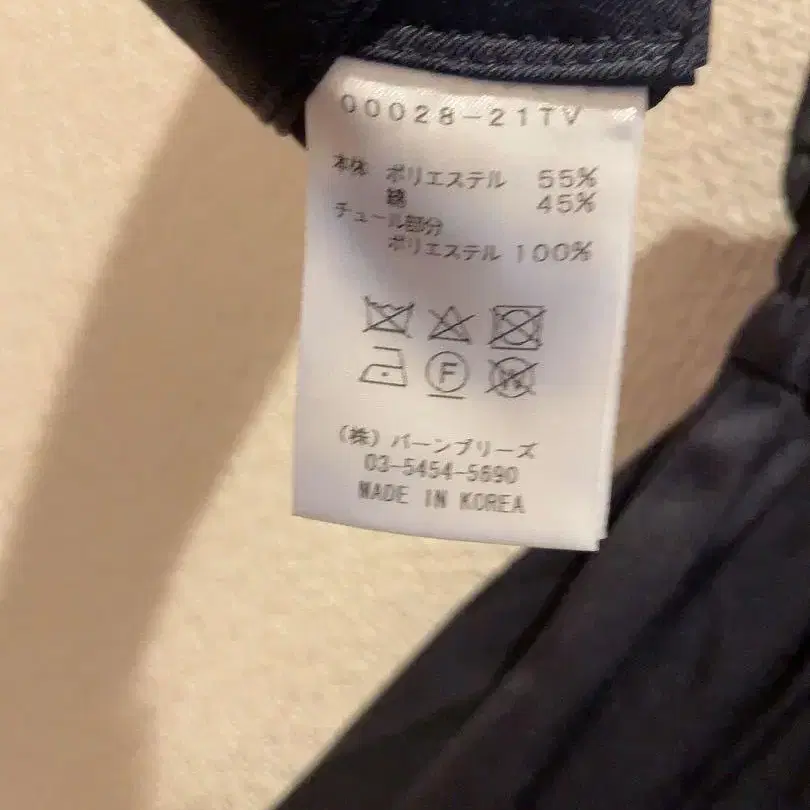 00028-21TV
本体 ポリエステル 55%
綿 45%
チュール部分
ポリエステル 100%
F
W
(株) バーンブリーズ
03-5454-5690
MADE IN KOREA